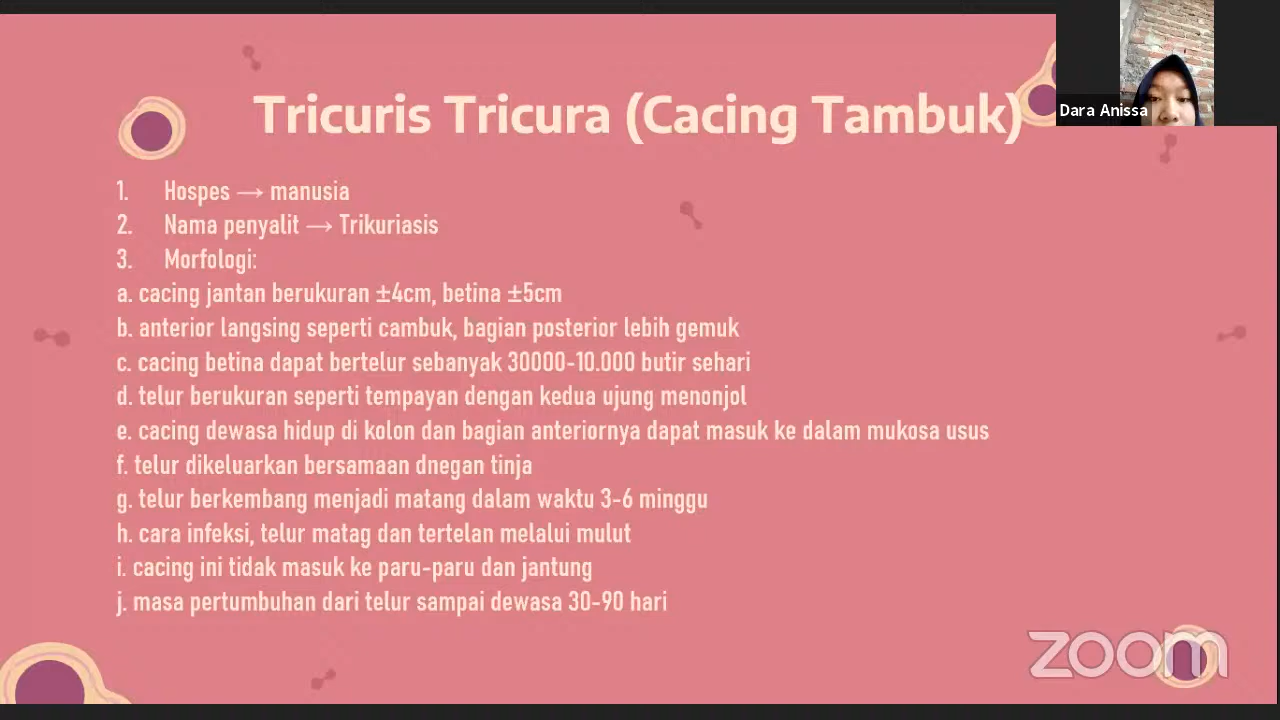 Tricuris Tricura (Cacing Tambuk)
Dara Anissa
1. Hospes → manusia
2. Nama penyalit → Trikuriasis
3. Morfologi:
a. cacing jantan berukuran ±4cm, betina ±5cm
b. anterior langsing seperti cambuk, bagian posterior lebih gemuk
c. cacing betina dapat bertelur sebanyak 30000-10.000 butir sehari
d. telur berukuran seperti tempayan dengan kedua ujung menonjol
e. cacing dewasa hidup di kolon dan bagian anteriornya dapat masuk ke dalam mukosa usus
f. telur dikeluarkan bersamaan dnegan tinja
g. telur berkembang menjadi matang dalam waktu 3-6 minggu
h. cara infeksi, telur matag dan tertelan melalui mulut
i. cacing ini tidak masuk ke paru-paru dan jantung
j. masa pertumbuhan dari telur sampai dewasa 30-90 hari
zoom